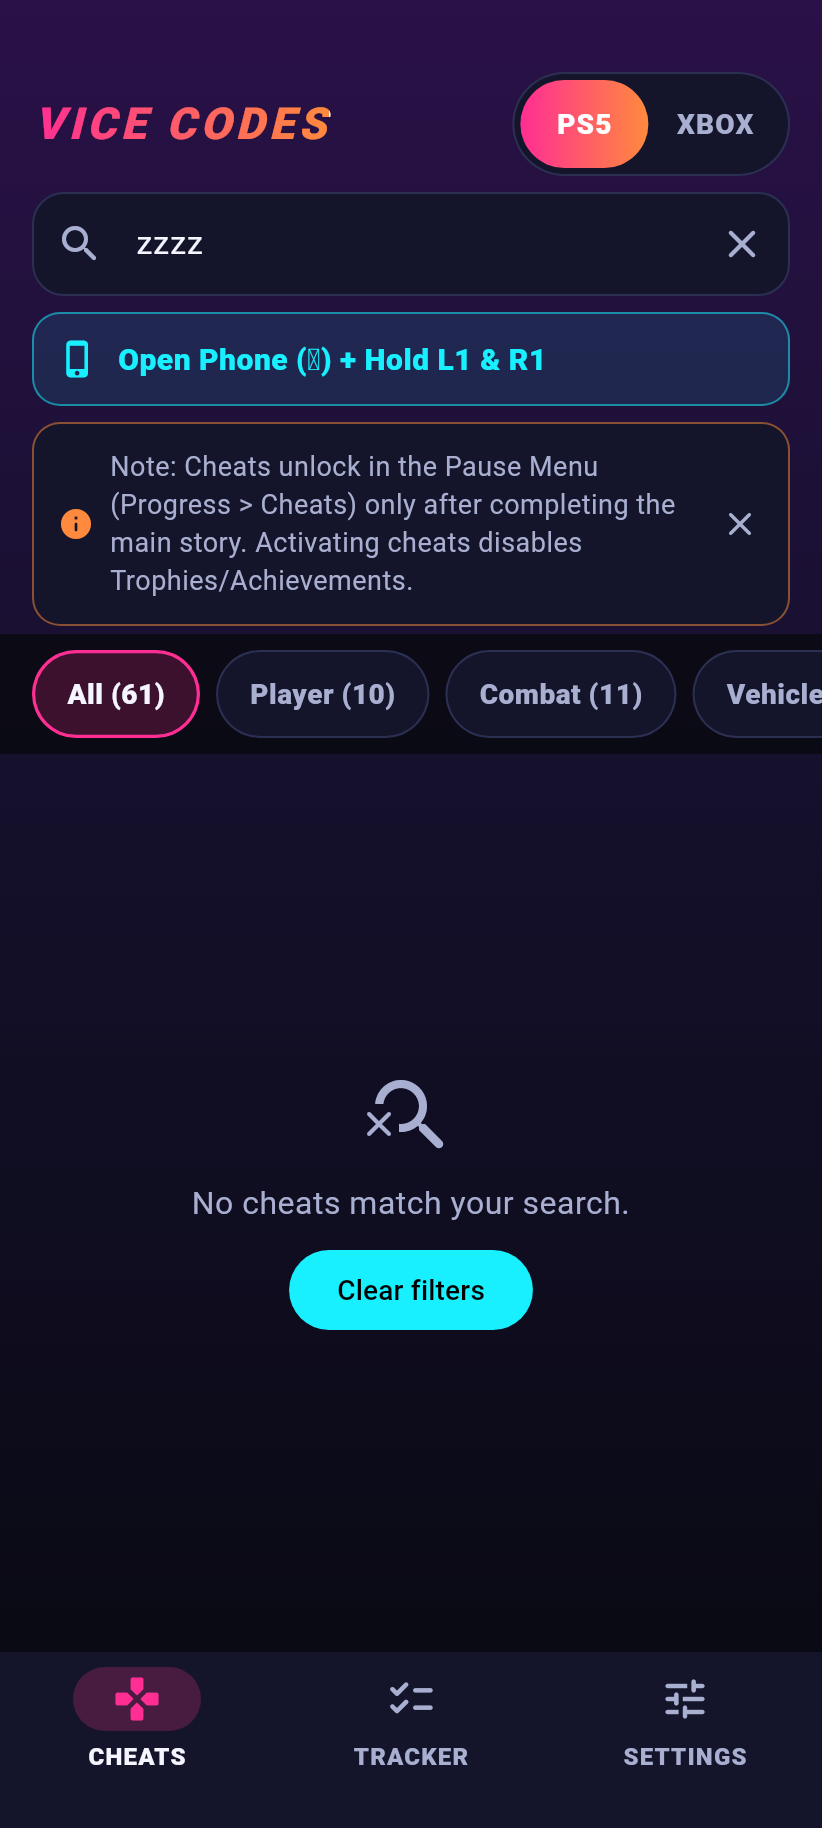 VICE CODES
PS5
XBOX
zzzz
Open Phone (▯) + Hold L1 & R1
Note: Cheats unlock in the Pause Menu
(Progress > Cheats) only after completing the
main story. Activating cheats disables
Trophies/Achievements.
All (61)
Player (10)
Combat (11)
Vehicle
No cheats match your search.
Clear filters
CHEATS
TRACKER
SETTINGS